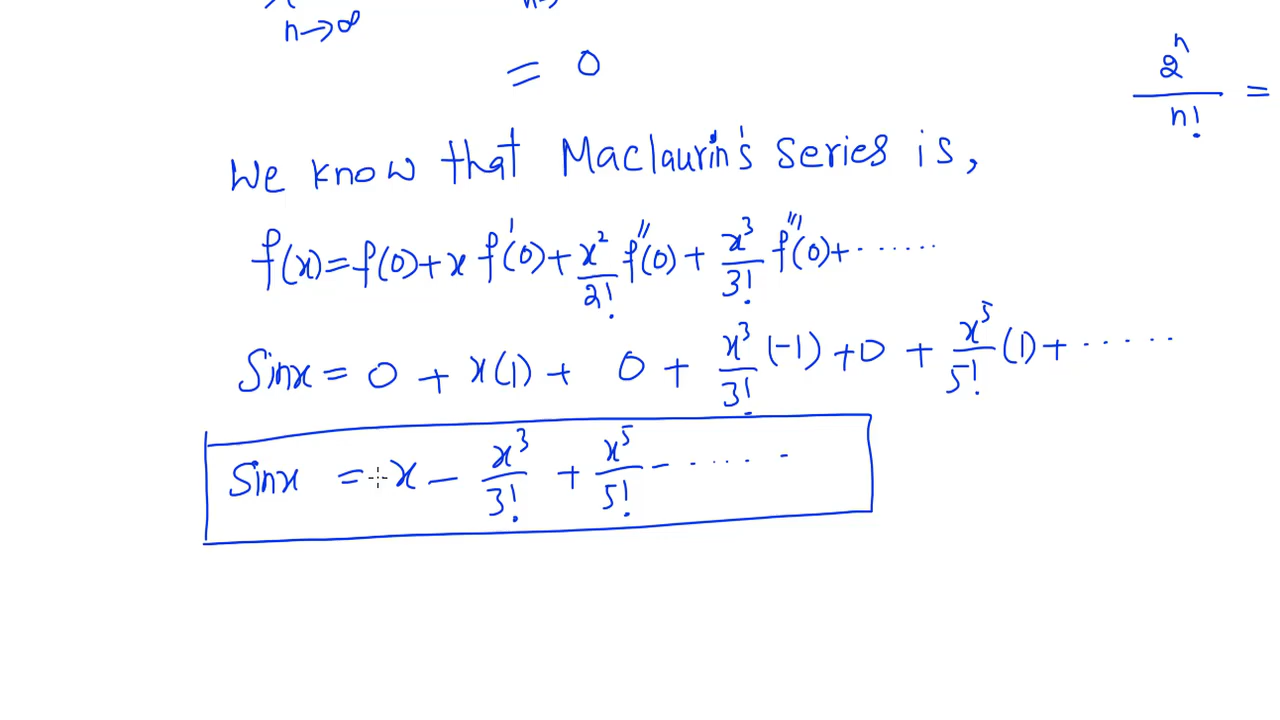 n→∞
n→
= 0
2ⁿ/n! =
We know that Maclaurin's series is,
f(x)=f(0)+x f'(0)+x²/2! f''(0)+x³/3! f'''(0)+······
Sinx = 0 + x(1) + 0 + x³/3! (-1) +0 + x⁵/5! (1)+ ·····
Sinx = x - x³/3! + x⁵/5! - ······